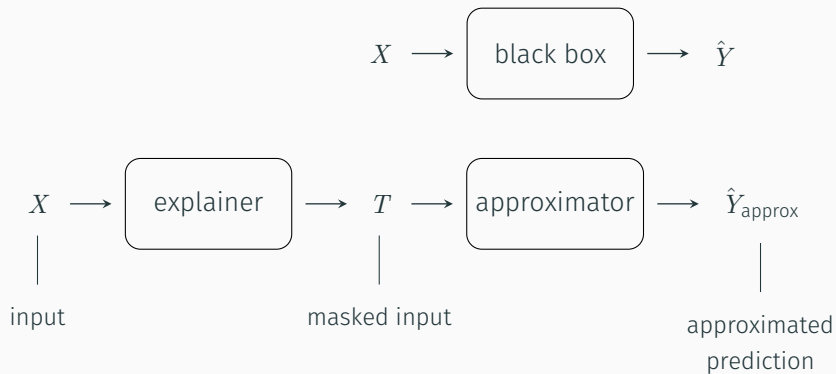 X → black box → Ŷ
X → explainer → T → approximator → Ŷ_approx
input
masked input
approximated
prediction